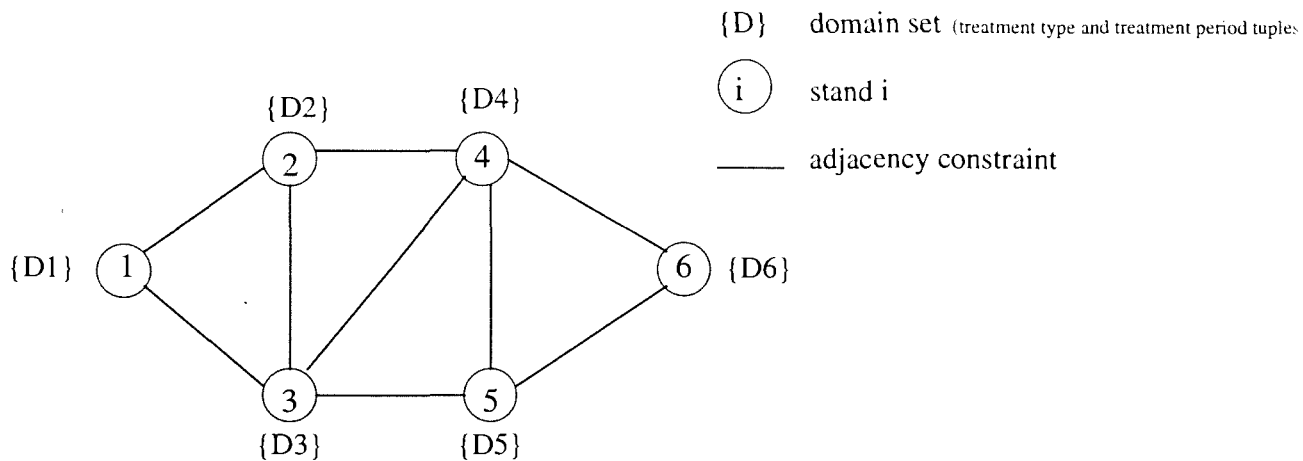 {D} domain set (treatment type and treatment period tuples
i stand i
adjacency constraint
{D2} {D4}
2 4
{D1} 1 6 {D6}
3 5
{D3} {D5}